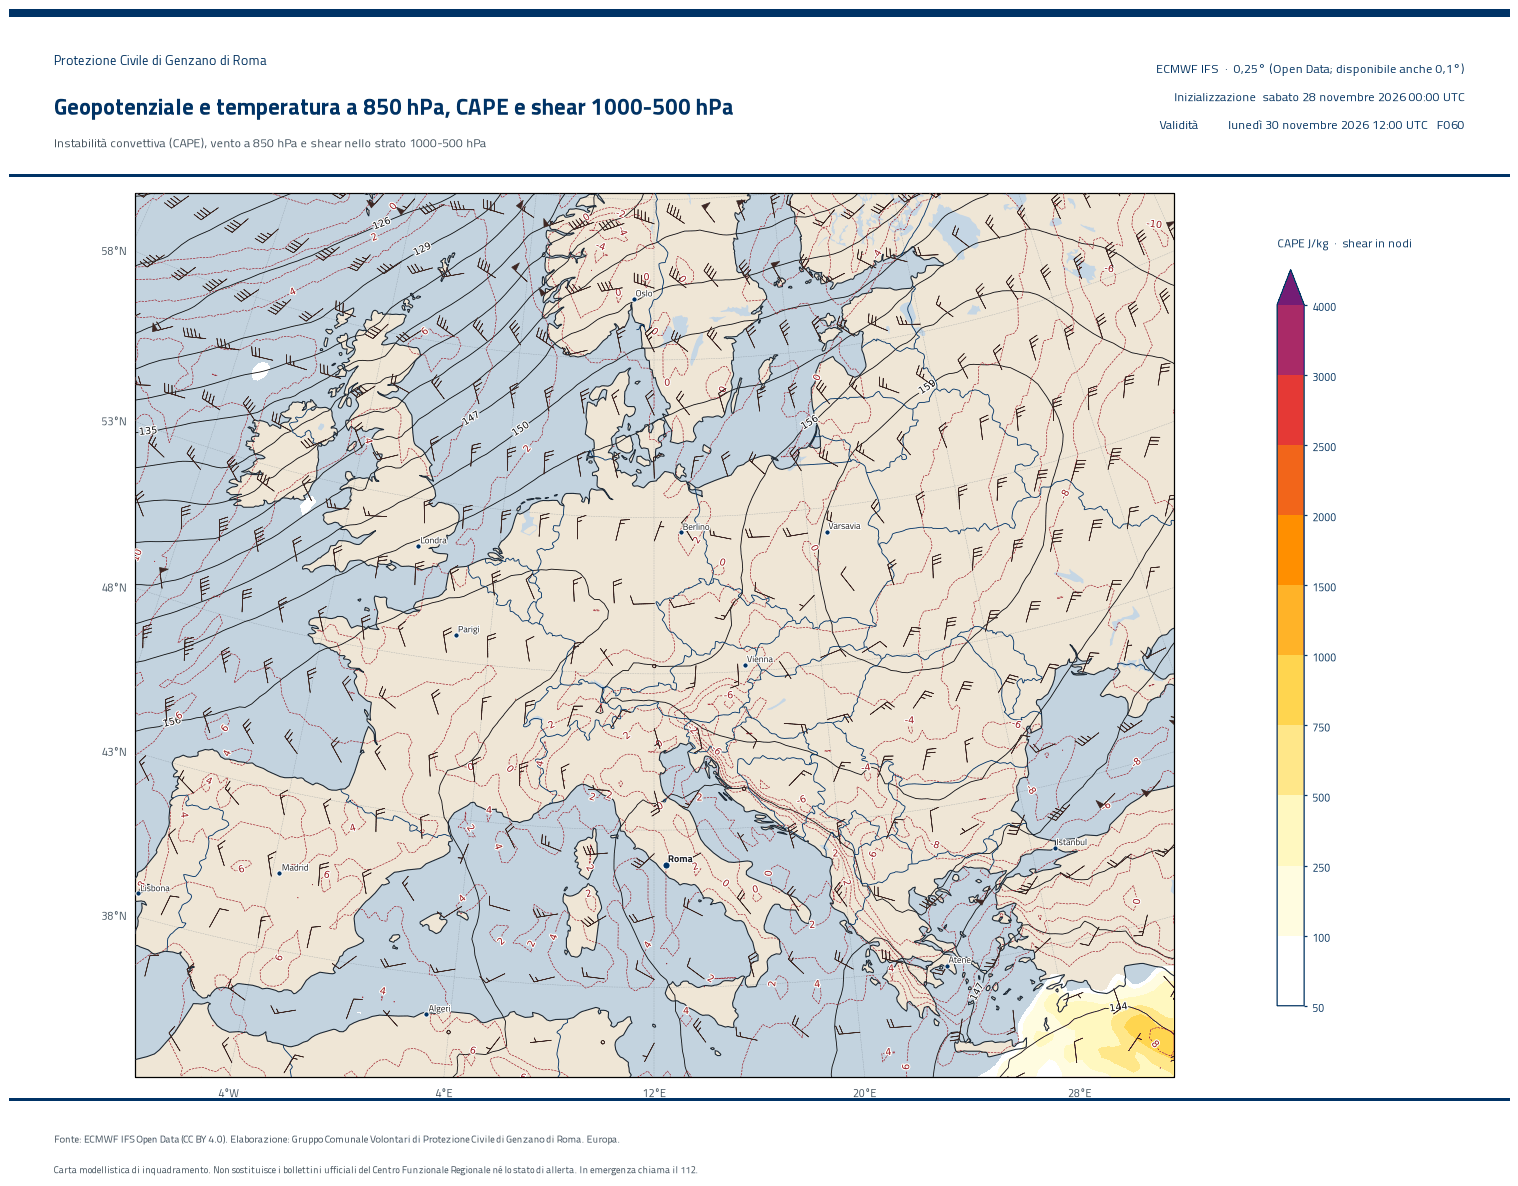 Protezione Civile di Genzano di Roma
Geopotenziale e temperatura a 850 hPa, CAPE e shear 1000-500 hPa
Instabilità convettiva (CAPE), vento a 850 hPa e shear nello strato 1000-500 hPa
ECMWF IFS · 0,25° (Open Data; disponibile anche 0,1°)
Inizializzazione sabato 28 novembre 2026 00:00 UTC
Validità lunedì 30 novembre 2026 12:00 UTC F060
CAPE J/kg · shear in nodi
4000
3000
2500
2000
1500
1000
750
500
250
100
50
58°N
53°N
48°N
43°N
38°N
4°W
4°E
12°E
20°E
28°E
126
129
135
147
150
156
159
156
147
144
Oslo
Londra
Berlino
Varsavia
Parigi
Vienna
Madrid
Lisbona
Roma
Istanbul
Atene
Algeri
Fonte: ECMWF IFS Open Data (CC BY 4.0). Elaborazione: Gruppo Comunale Volontari di Protezione Civile di Genzano di Roma. Europa.
Carta modellistica di inquadramento. Non sostituisce i bollettini ufficiali del Centro Funzionale Regionale né lo stato di allerta. In emergenza chiama il 112.